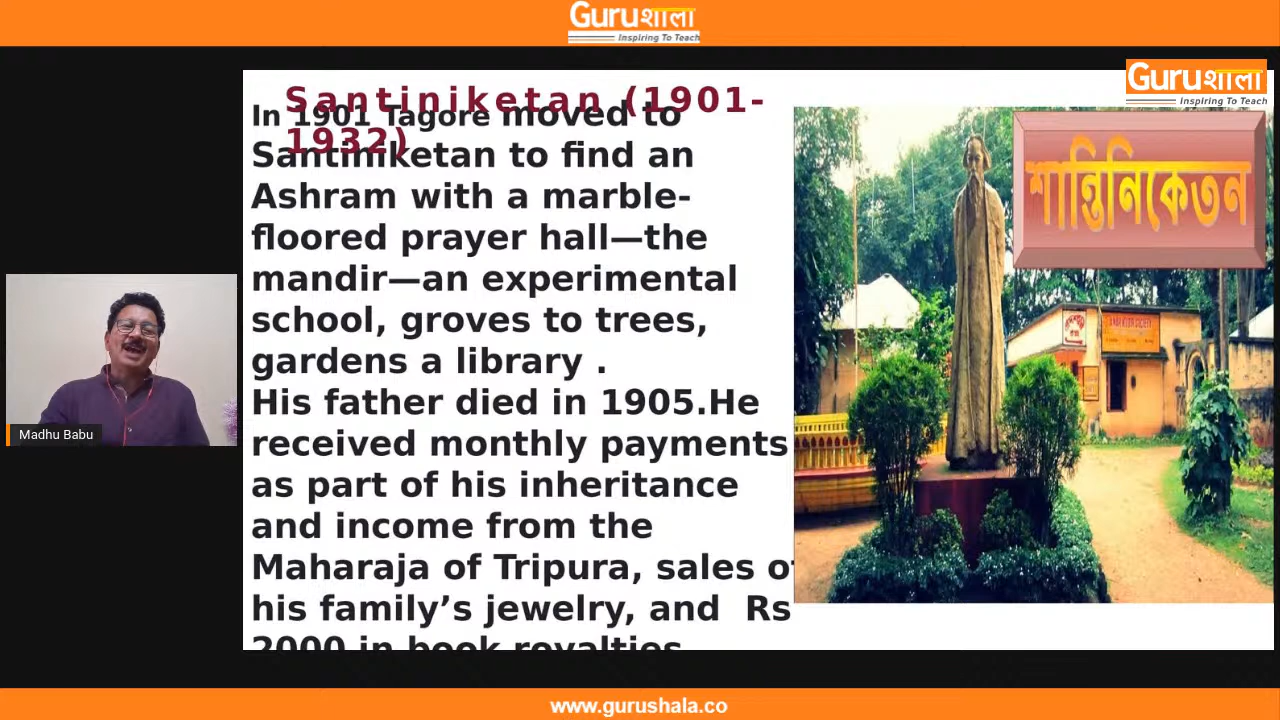 Guruशाला
Inspiring To Teach
Guruशाला
Inspiring To Teach
Santiniketan (1901-
1932)
In 1901 Tagore moved to
Santiniketan to find an
Ashram with a marble-
floored prayer hall—the
mandir—an experimental
school, groves to trees,
gardens a library .
His father died in 1905.He
received monthly payments
as part of his inheritance
and income from the
Maharaja of Tripura, sales of
his family’s jewelry, and Rs
2000 in book royalties
শান্তিনিকেতন
Madhu Babu
www.gurushala.co